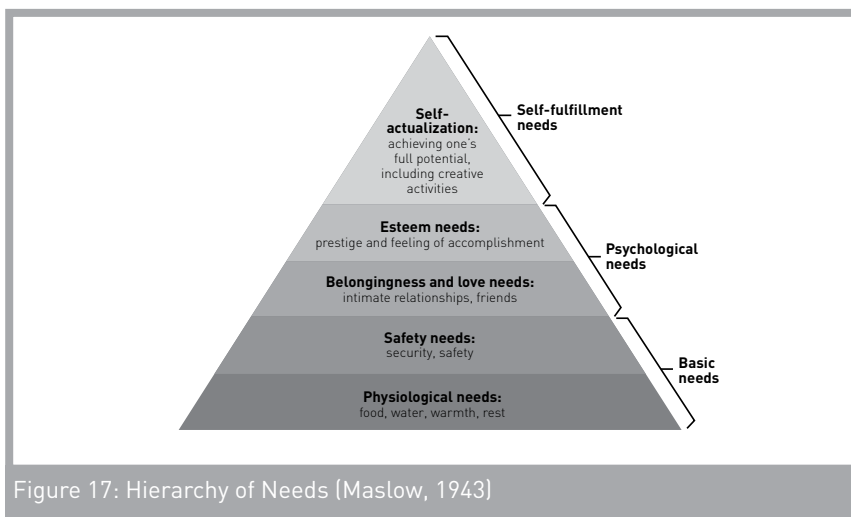 Self-
actualization:
achieving one's
full potential,
including creative
activities
Self-fulfillment
needs
Esteem needs:
prestige and feeling of accomplishment
Psychological
needs
Belongingness and love needs:
intimate relationships, friends
Safety needs:
security, safety
Basic
needs
Physiological needs:
food, water, warmth, rest
Figure 17: Hierarchy of Needs (Maslow, 1943)